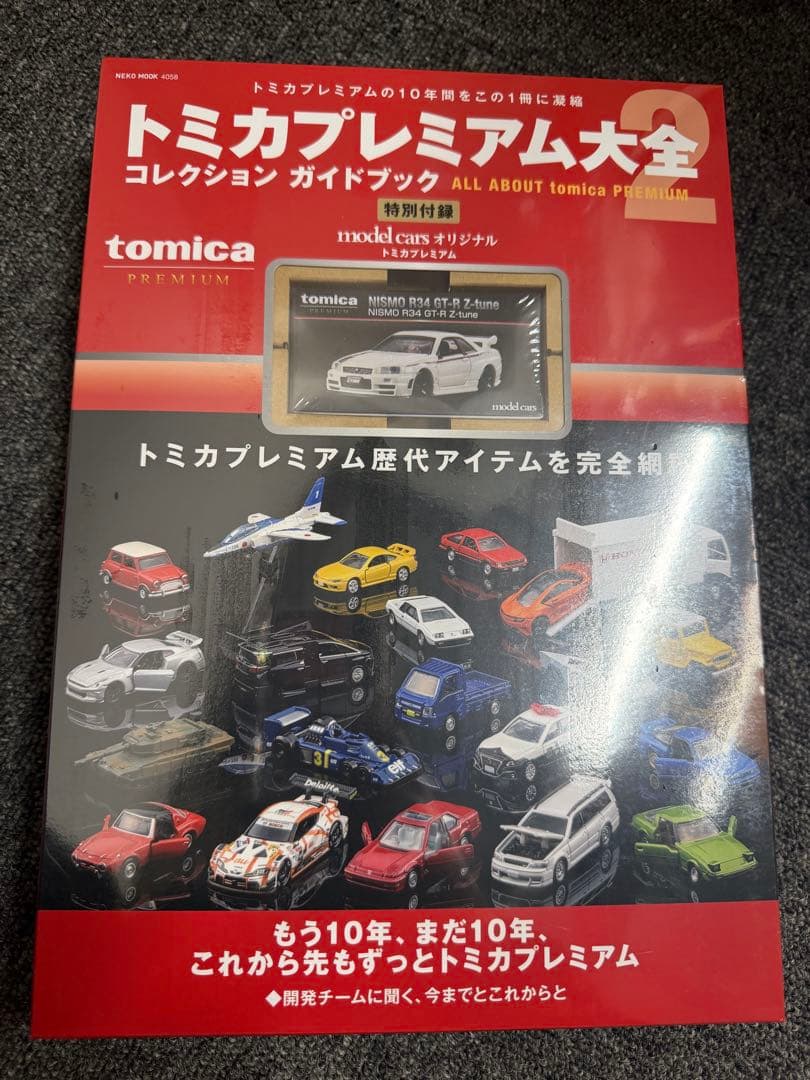 NEKO MOOK 4058
トミカプレミアムの10年間をこの1冊に凝縮
トミカプレミアム大全
2
コレクション ガイドブック ALL ABOUT tomica PREMIUM
特別付録
model cars オリジナル
トミカプレミアム
tomica
PREMIUM
tomica
PREMIUM
NISMO R34 GT-R Z-tune
NISMO R34 GT-R Z-tune
model cars
トミカプレミアム歴代アイテムを完全網
3
elf
Deloitte
もう10年、まだ10年、
これから先もずっとトミカプレミアム
◆開発チームに聞く、今までとこれからと